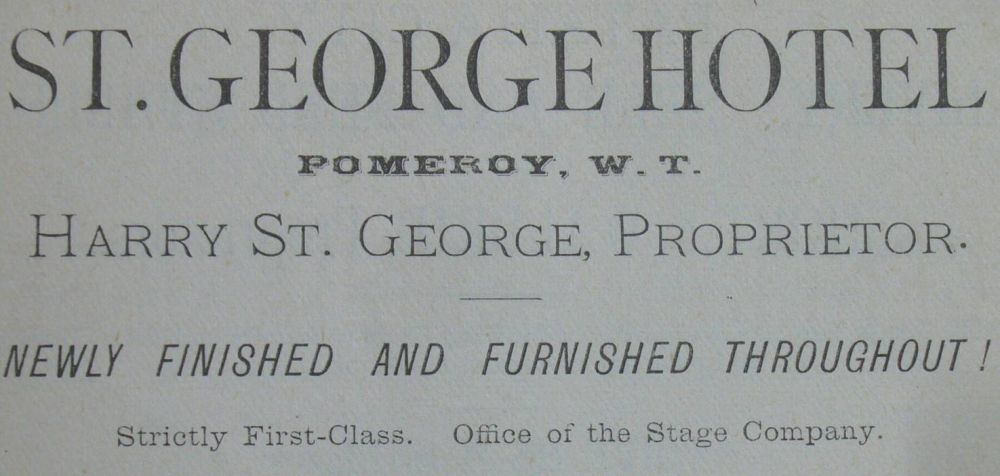 ST. GEORGE HOTEL
POMEROY, W. T.
HARRY ST. GEORGE, PROPRIETOR.
NEWLY FINISHED AND FURNISHED THROUGHOUT!
Strictly First-Class. Office of the Stage Company.